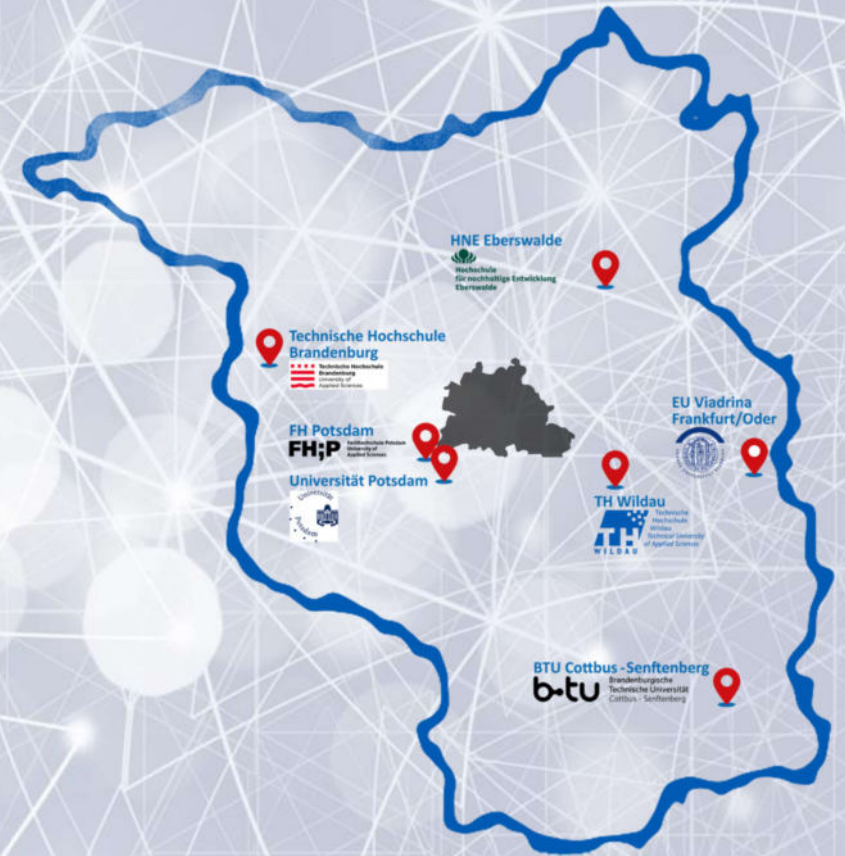 HNE Eberswalde
Hochschule
für nachhaltige Entwicklung
Eberswalde
Technische Hochschule
Brandenburg
Technische Hochschule
Brandenburg
University of
Applied Sciences
EU Viadrina
Frankfurt/Oder
FH Potsdam
FH;P
Fachhochschule Potsdam
University of
Applied Sciences
Universität Potsdam
Universität
Potsdam
TH Wildau
TH
WILDAU
Technische
Hochschule
Wildau
Technical University
of Applied Sciences
BTU Cottbus-Senftenberg
b-tu
Brandenburgische
Technische Universität
Cottbus - Senftenberg